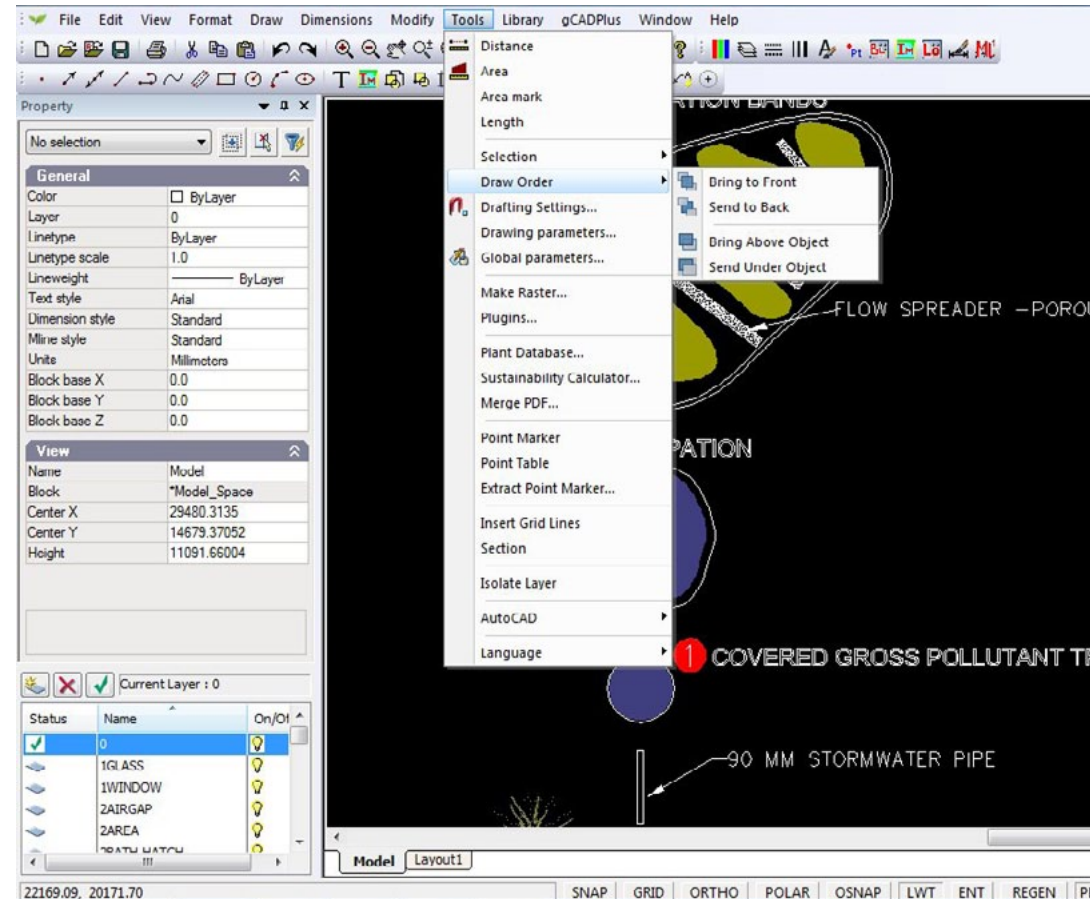 File Edit View Format Draw Dimensions Modify Tools Library gCADPlus Window Help
Property
No selection
General
Color ByLayer
Layer 0
Linetype ByLayer
Linetype scale 1.0
Lineweight ByLayer
Text style Arial
Dimension style Standard
Mline style Standard
Units Millimeters
Block base X 0.0
Block base Y 0.0
Block base Z 0.0
View
Name Model
Block *Model_Space
Center X 29480.3135
Center Y 14679.37052
Height 11091.66004
Current Layer : 0
Status Name On/Of
0
1GLASS
1WINDOW
2AIRGAP
2AREA
2PATH HATCH
Distance
Area
Area mark
Length
Selection
Draw Order
Drafting Settings...
Drawing parameters...
Global parameters...
Make Raster...
Plugins...
Plant Database...
Sustainability Calculator...
Merge PDF...
Point Marker
Point Table
Extract Point Marker...
Insert Grid Lines
Section
Isolate Layer
AutoCAD
Language
Bring to Front
Send to Back
Bring Above Object
Send Under Object
BANDS
FLOW SPREADER -POROU
PATION
1 COVERED GROSS POLLUTANT TR
90 MM STORMWATER PIPE
Model Layout1
22169.09, 20171.70 SNAP GRID ORTHO POLAR OSNAP LWT ENT REGEN